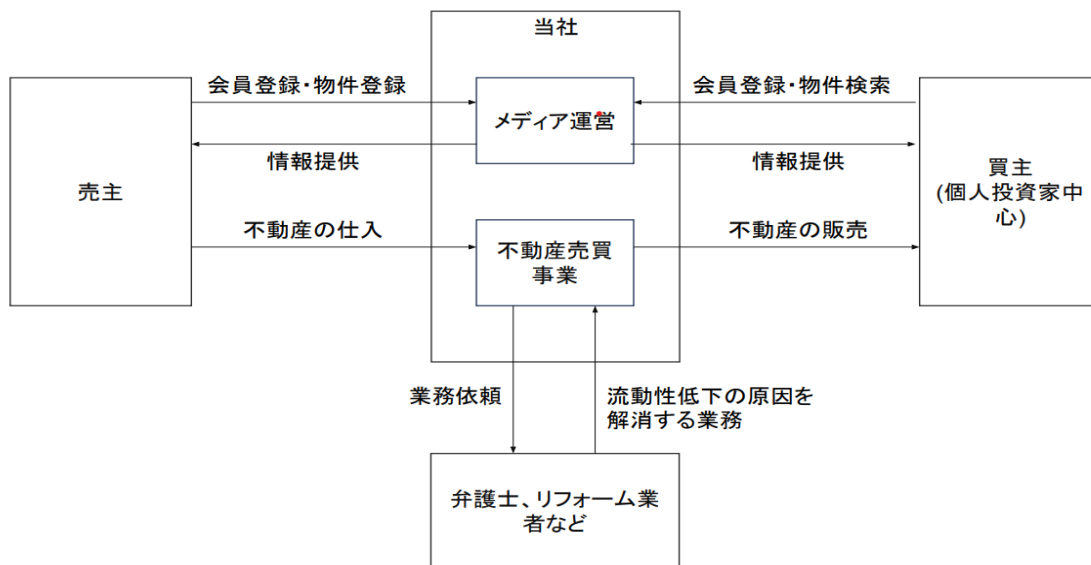 当社
会員登録・物件登録
会員登録・物件検索
メディア運営
情報提供
情報提供
売主
買主
(個人投資家中
心)
不動産の仕入
不動産の販売
不動産売買
事業
業務依頼
流動性低下の原因を
解消する業務
弁護士、リフォーム業
者など